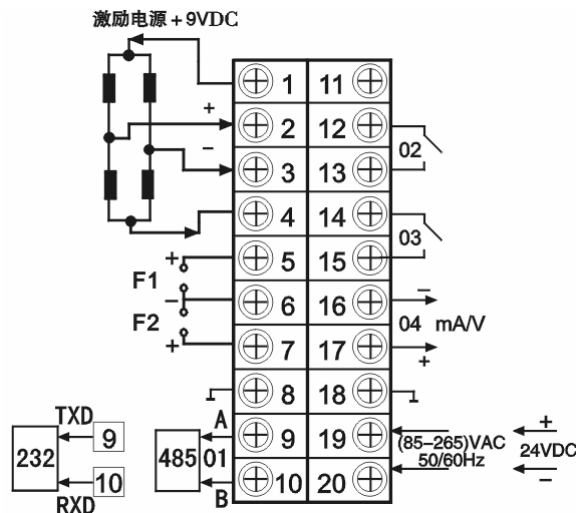 激励电源+9VDC
1 11
+
2 12
02
−
3 13
4 14
03
+
5 15
F1
− 6 16 −
04 mA/V
F2
+ 7 17 +
8 18
TXD
A
232 9 485 01 9 19 (85-265)VAC + 24VDC
10 B 10 20 50/60Hz −
RXD